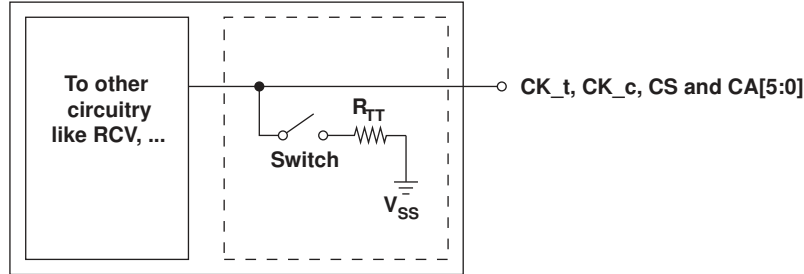 To other
circuitry
like RCV, ...
CK_t, CK_c, CS and CA[5:0]
RTT
Switch
VSS